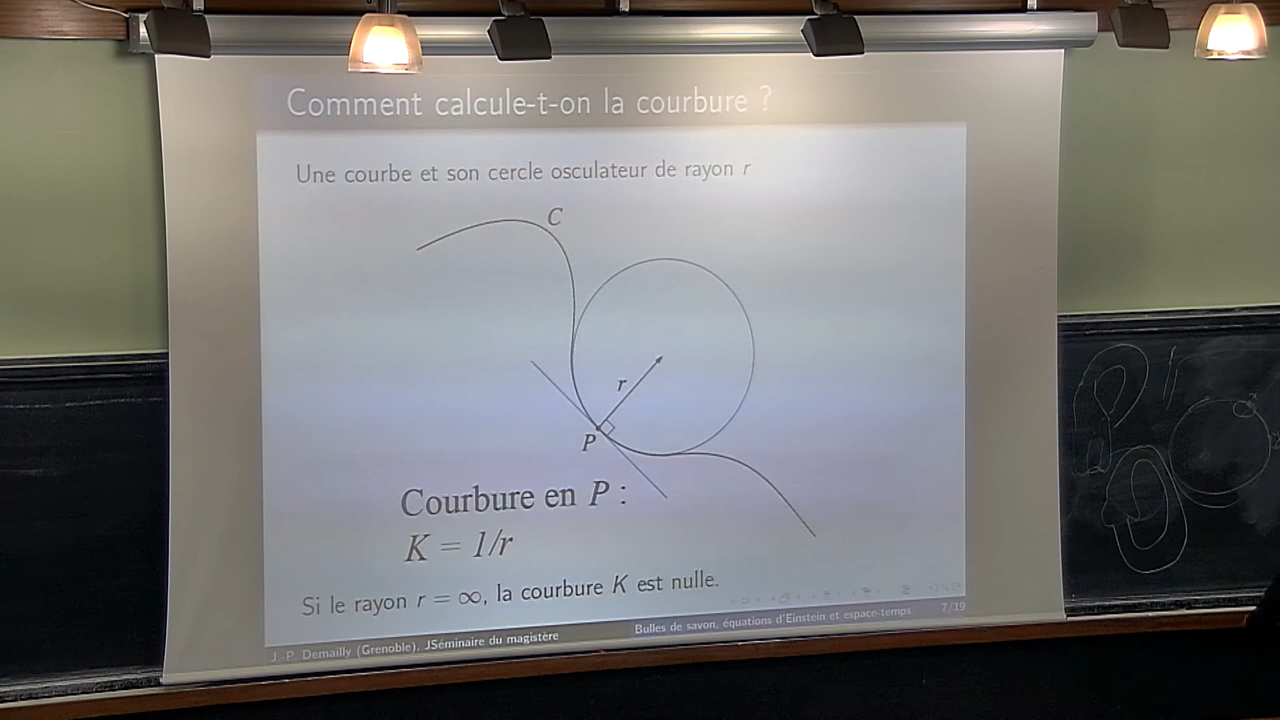 Comment calcule-t-on la courbure ?
Une courbe et son cercle osculateur de rayon r
C
r
P
Courbure en P :
K = 1/r
Si le rayon r = ∞, la courbure K est nulle.
J.-P. Demailly (Grenoble), JSéminaire du magistère
Bulles de savon, équations d'Einstein et espace-temps
7/19